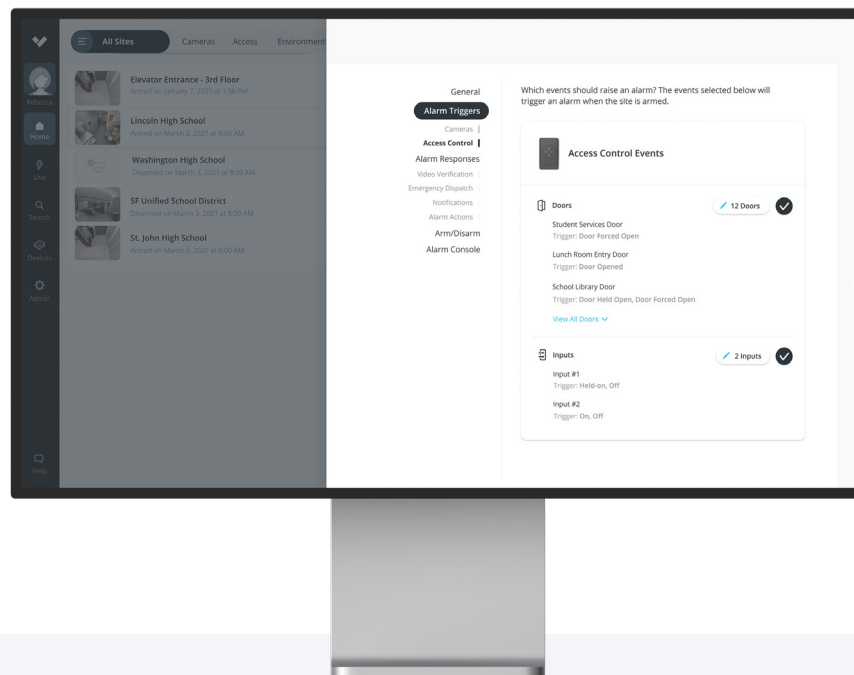 All Sites
Cameras
Access
Environment
Rebecca
Home
Live
Search
Devices
Admin
Help
Elevator Entrance - 3rd Floor
Armed on January 7, 2021 at 1:56 PM
Lincoln High School
Armed on March 3, 2021 at 8:03 AM
Washington High School
Disarmed on March 3, 2021 at 8:00 AM
SF Unified School District
Disarmed on March 3, 2021 at 8:00 AM
St. John High School
Armed on March 3, 2021 at 8:00 AM
General
Alarm Triggers
Cameras
Access Control
Alarm Responses
Video Verification
Emergency Dispatch
Notifications
Alarm Actions
Arm/Disarm
Alarm Console
Which events should raise an alarm? The events selected below will
trigger an alarm when the site is armed.
Access Control Events
Doors
12 Doors
Student Services Door
Trigger: Door Forced Open
Lunch Room Entry Door
Trigger: Door Opened
School Library Door
Trigger: Door Held Open, Door Forced Open
View All Doors
Inputs
2 Inputs
Input #1
Trigger: Held-on, Off
Input #2
Trigger: On, Off